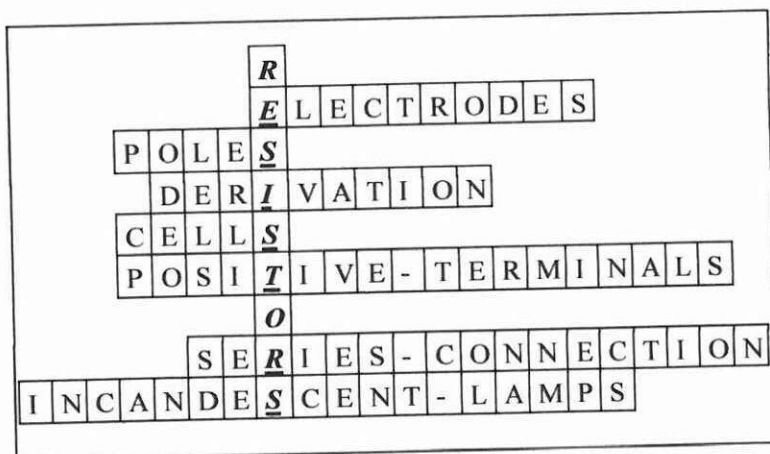 R
ELECTRODES
POLES
DERIVATION
CELLS
POSITIVE-TERMINALS
O
SERIES-CONNECTION
INCANDESCENT-LAMPS